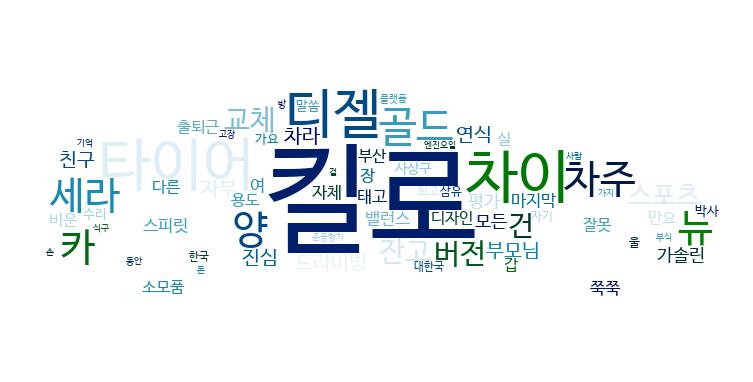 플랫폼
방 말씀 디젤 골드
출퇴근 교체
고장 가요 차라 엔진오일 연식 실
기억
친구 타이어 킬로 부산 차이 사람 차주
사상구
겁 장
세라 다른 자부 여 자체 태고 최고 삼유 평가 마지막 가지 스포츠
용도
비운 수리 스피릿 양 밸런스 디자인 모든 건 자기 잘못 만요 뉴 박사
식구
카 준중형차 잔고 버전 부모님 울 부식
손 동안 한국 진심 드라이빙 대한국 갑 가솔린
돈
소모품 쭉쭉